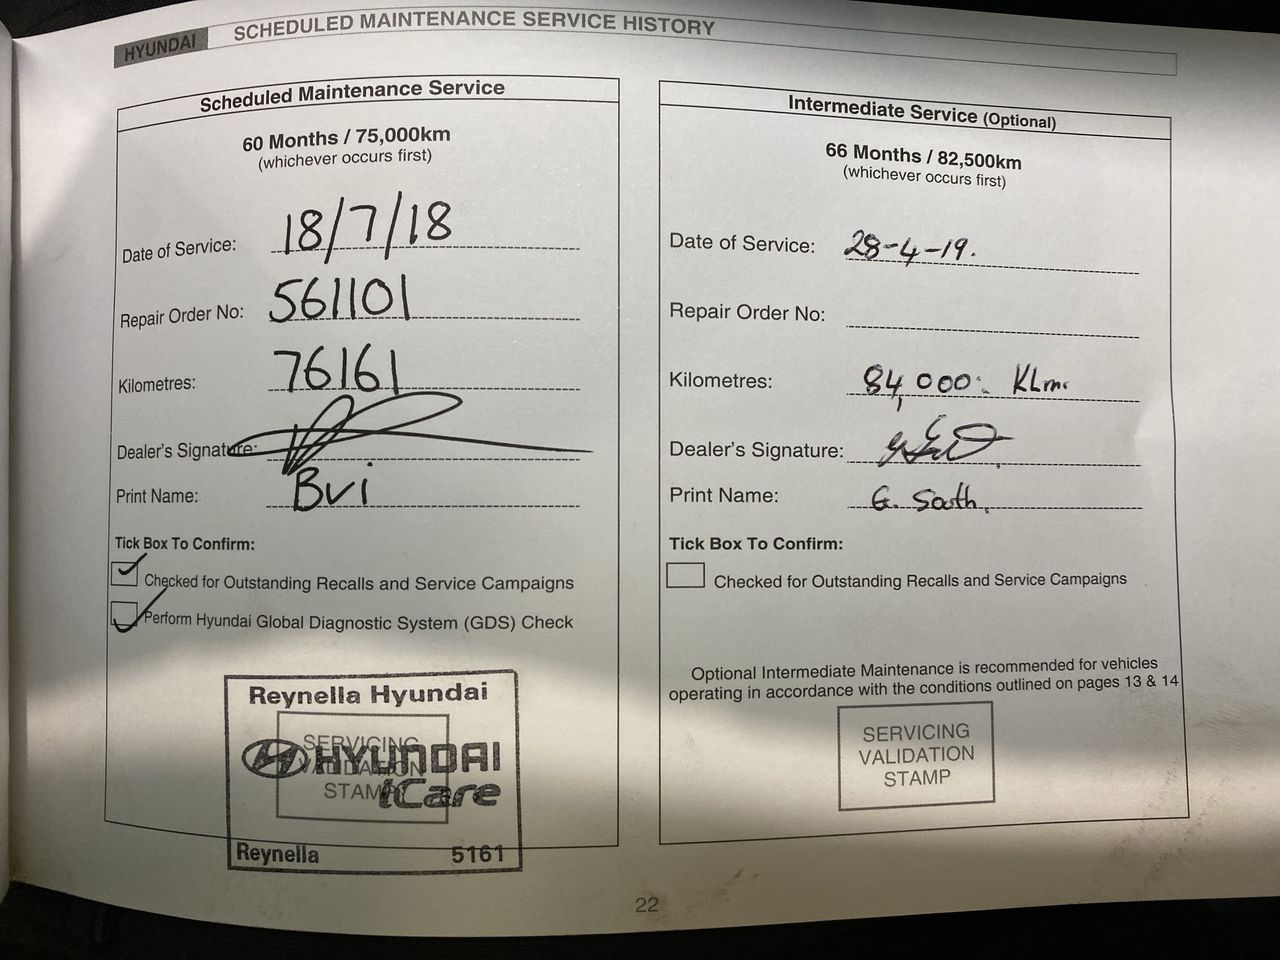 HYUNDAI
SCHEDULED MAINTENANCE SERVICE HISTORY
Scheduled Maintenance Service
60 Months / 75,000km
(whichever occurs first)
Date of Service: 18/7/18
Repair Order No: 561101
Kilometres: 76161
Dealer's Signature:
Print Name: Bvi
Tick Box To Confirm:
Checked for Outstanding Recalls and Service Campaigns
Perform Hyundai Global Diagnostic System (GDS) Check
Reynella Hyundai
SERVICING
VALIDATION
STAMP
HYUNDAI
iCare
Reynella 5161
Intermediate Service (Optional)
66 Months / 82,500km
(whichever occurs first)
Date of Service: 28-4-19.
Repair Order No:
Kilometres: 84,000 KLm.
Dealer's Signature:
Print Name: G. South.
Tick Box To Confirm:
Checked for Outstanding Recalls and Service Campaigns
Optional Intermediate Maintenance is recommended for vehicles
operating in accordance with the conditions outlined on pages 13 & 14
SERVICING
VALIDATION
STAMP
22